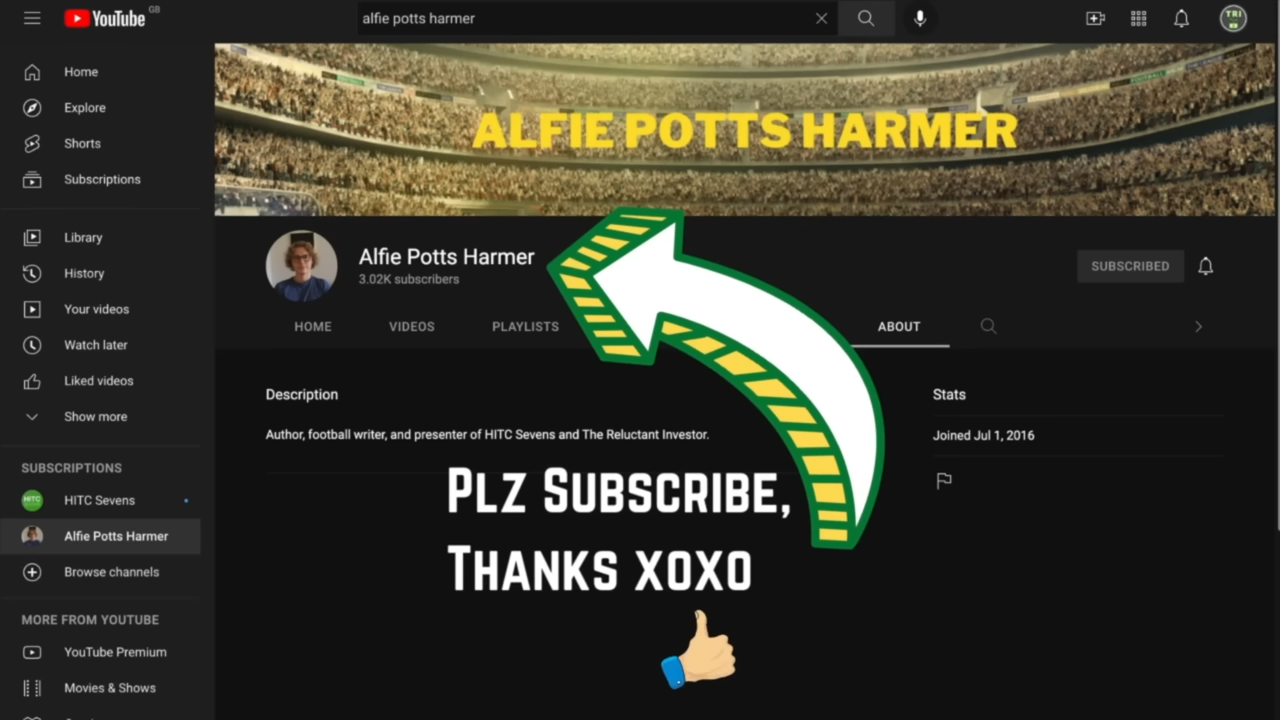 YouTube GB
alfie potts harmer
TRI
Home
Explore
Shorts
Subscriptions
Library
History
Your videos
Watch later
Liked videos
Show more
SUBSCRIPTIONS
HITC
HITC Sevens
Alfie Potts Harmer
Browse channels
MORE FROM YOUTUBE
YouTube Premium
Movies & Shows
ALFIE POTTS HARMER
Alfie Potts Harmer
3.02K subscribers
SUBSCRIBED
HOME VIDEOS PLAYLISTS ABOUT
Description
Author, football writer, and presenter of HITC Sevens and The Reluctant Investor.
Stats
Joined Jul 1, 2016
PLZ SUBSCRIBE,
THANKS XOXO